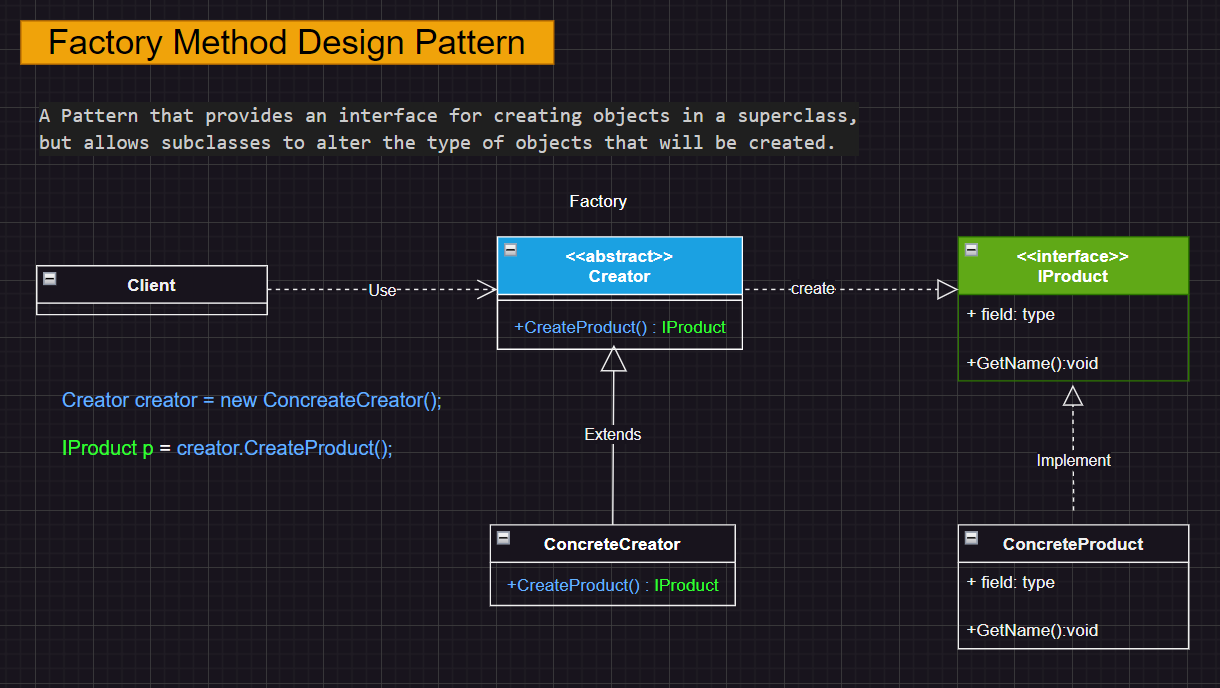 Factory Method Design Pattern
A Pattern that provides an interface for creating objects in a superclass,
but allows subclasses to alter the type of objects that will be created.
Factory
Client
Use
<<abstract>>
Creator
+CreateProduct() : IProduct
create
<<interface>>
IProduct
+ field: type
+GetName():void
Creator creator = new ConcreateCreator();
IProduct p = creator.CreateProduct();
Extends
Implement
ConcreteCreator
+CreateProduct() : IProduct
ConcreteProduct
+ field: type
+GetName():void